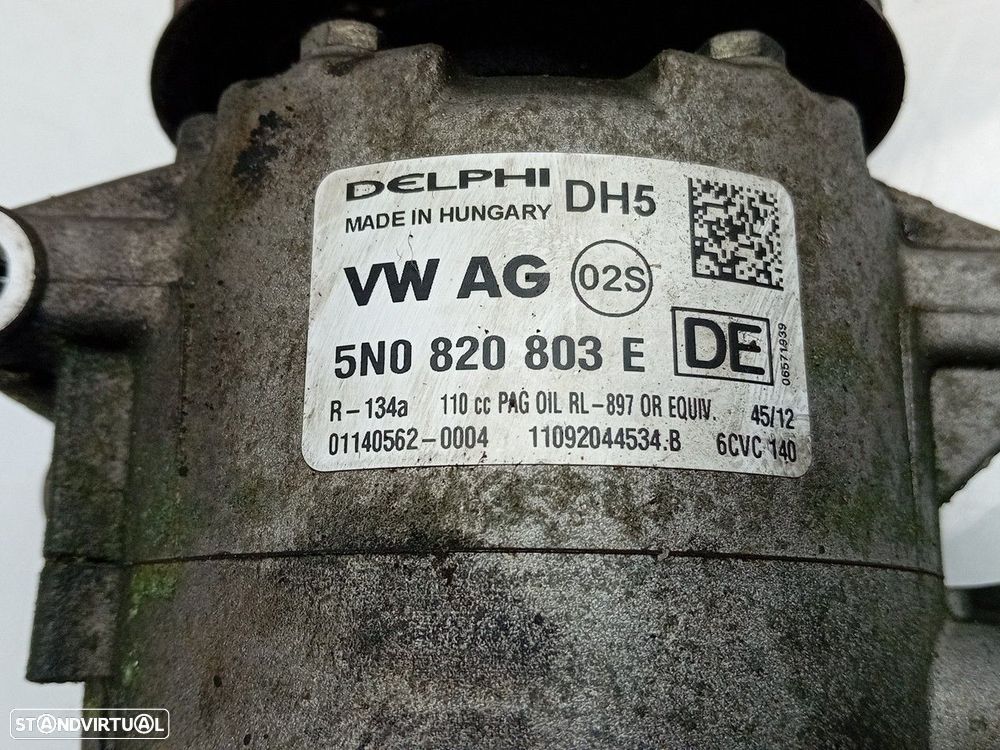 DELPHI DH5
MADE IN HUNGARY
VW AG 02S
5N0 820 803 E DE
06571939
R-134a 110 cc PAG OIL RL-897 OR EQUIV. 45/12
01140562-0004 11092044534.B 6CVC 140
STANDVIRTUAL